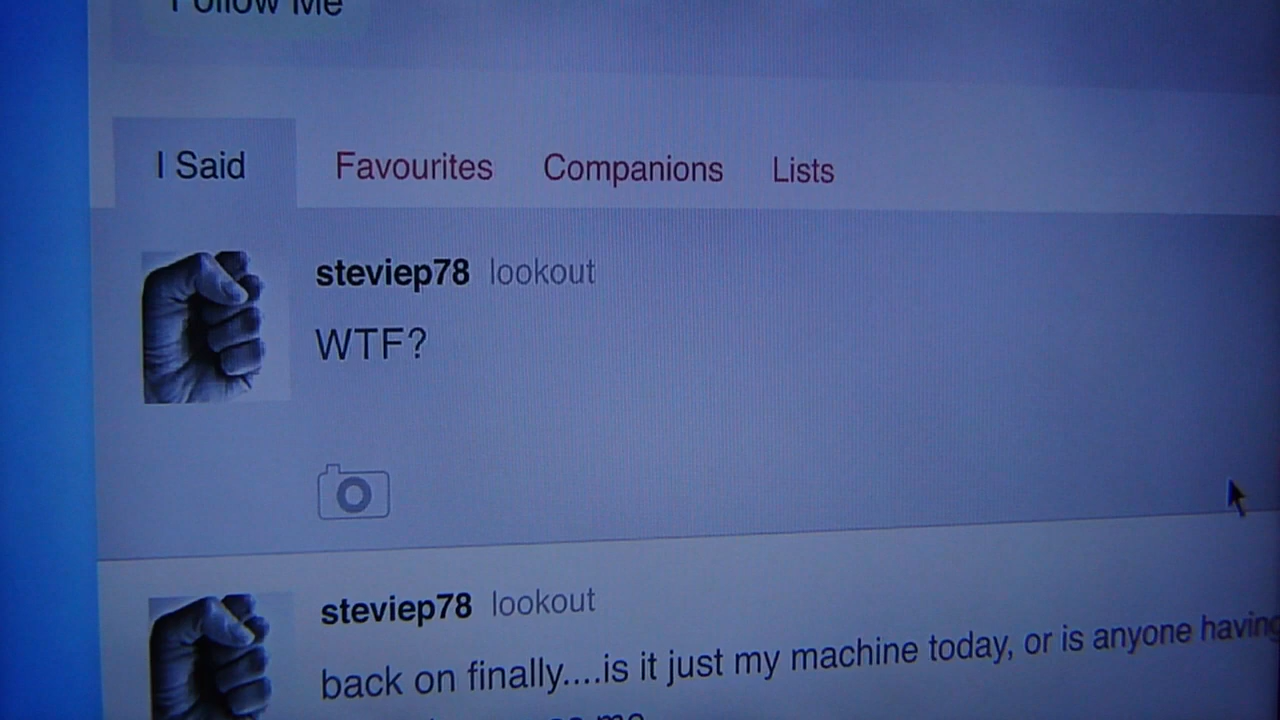 Follow Me
I Said Favourites Companions Lists
steviep78 lookout
WTF?
steviep78 lookout
back on finally....is it just my machine today, or is anyone having
me